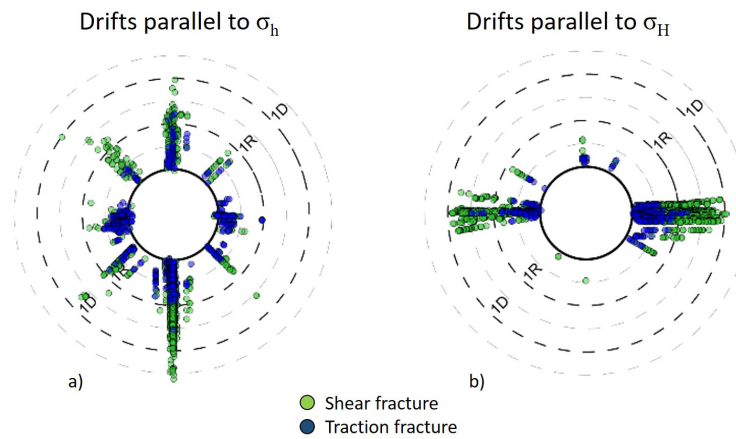 Drifts parallel to σh
Drifts parallel to σH
1D
1R
1D
1R
1D
1R
1R
1D
a)
b)
Shear fracture
Traction fracture